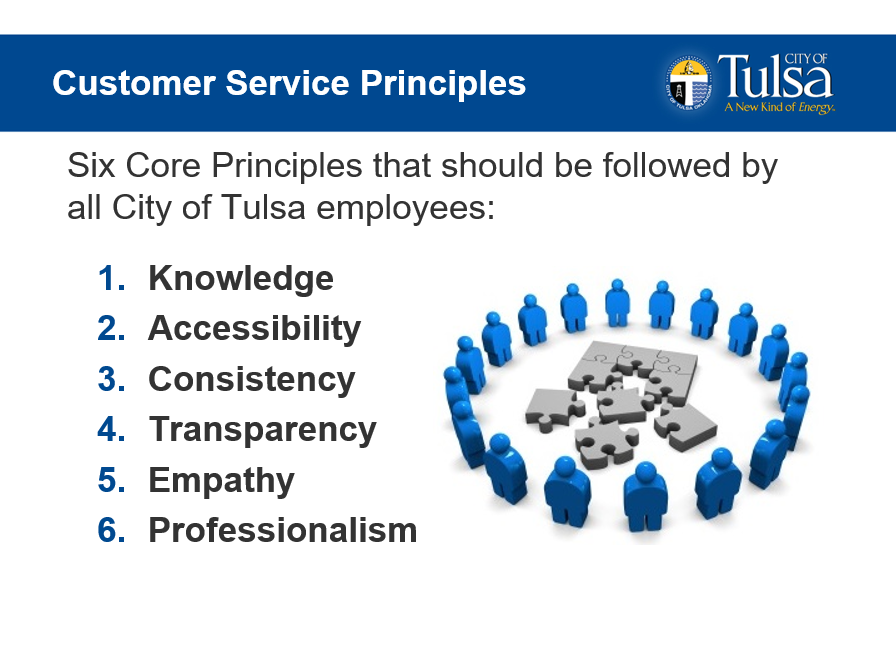 Customer Service Principles
CITY OF
Tulsa
A New Kind of Energy.
Six Core Principles that should be followed by
all City of Tulsa employees:
1. Knowledge
2. Accessibility
3. Consistency
4. Transparency
5. Empathy
6. Professionalism